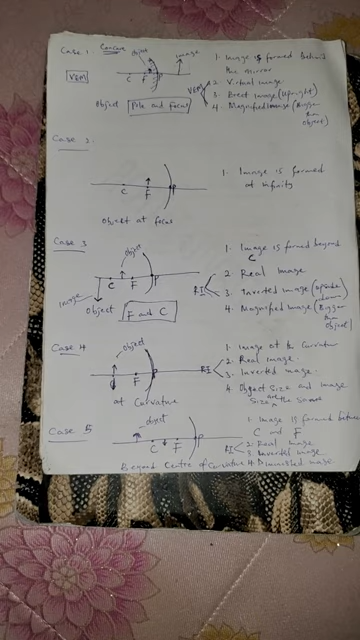 Case 1 : Concave
object
image
VEM
C F P
Object Pole and focus
1. Image is formed behind
the mirror
VEM 2. Virtual image
3. Erect image (Upright)
4. Magnified image (Bigger
than
object)
Case 2
C F P
Object at focus
1. Image is formed
at infinity
Case 3
object
C F P
image
Object F and C
1. Image is formed beyond
C
RI 2. Real image
3. Inverted image (Upside
down)
4. Magnified image (Bigger
than
object)
Case 4
object
C F P
at Curvature
1. Image at
Curvature
RI 2. Real image.
3. Inverted image.
4. Object size and image
size are the same
Case 5
object
C F P
Beyond Centre of Curvature
1. Image is formed between
C and F
RI 2. Real image
3. Inverted image
4. Diminished image